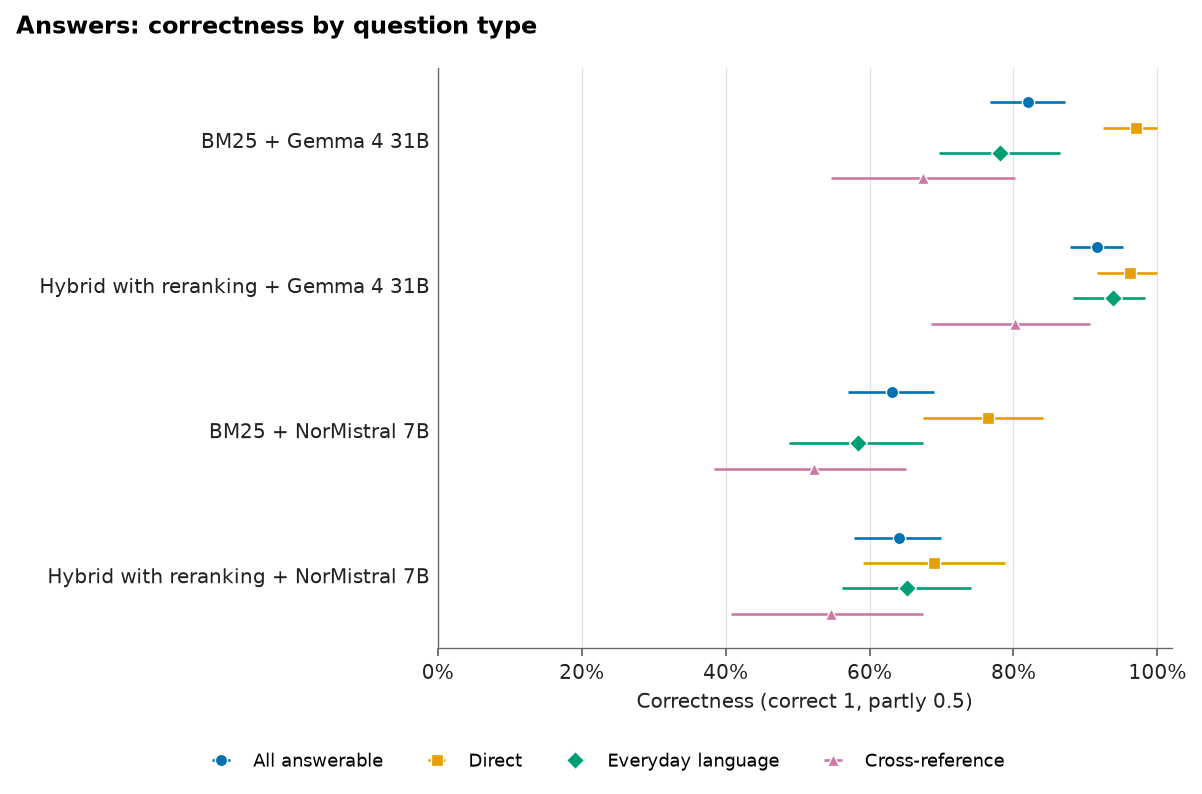 Answers: correctness by question type
BM25 + Gemma 4 31B
Hybrid with reranking + Gemma 4 31B
BM25 + NorMistral 7B
Hybrid with reranking + NorMistral 7B
0% 20% 40% 60% 80% 100%
Correctness (correct 1, partly 0.5)
All answerable Direct Everyday language Cross-reference